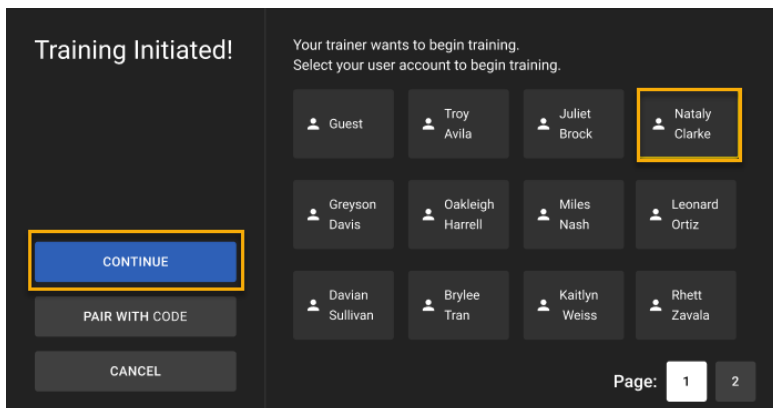 Training Initiated!
Your trainer wants to begin training.
Select your user account to begin training.
Guest
Troy
Avila
Juliet
Brock
Nataly
Clarke
Greyson
Davis
Oakleigh
Harrell
Miles
Nash
Leonard
Ortiz
Davian
Sullivan
Brylee
Tran
Kaitlyn
Weiss
Rhett
Zavala
CONTINUE
PAIR WITH CODE
CANCEL
Page: 1 2